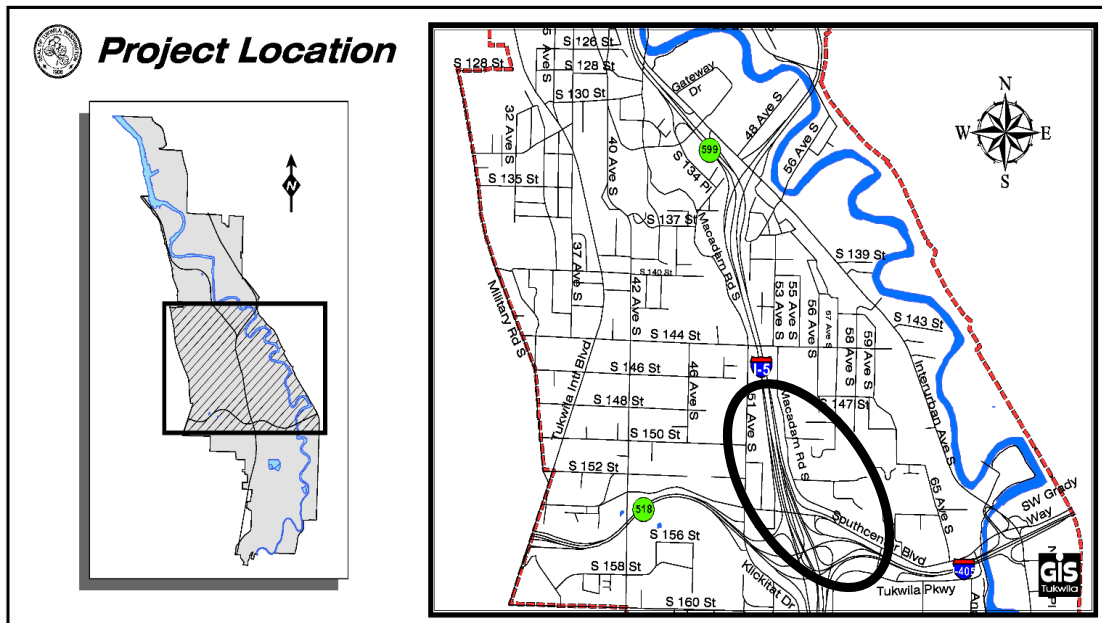 Project Location
SEAL OF TUKWILA, WASHINGTON
1908
N
N
W
E
S
S 126 St
S 128 St
S 128 St
S 130 St
Gateway
Dr
32 Ave S
40 Ave S
48 Ave S
56 Ave S
599
S 134 Pl
S 135 St
S 137 St
Macadam Rd S
S 139 St
37 Ave S
S 140 St
42 Ave S
Military Rd S
53 Ave S
55 Ave S
56 Ave S
57 Ave S
58 Ave S
59 Ave S
S 143 St
S 144 St
Tukwila Intl Blvd
S 146 St
46 Ave S
I-5
Interurban Ave S
S 148 St
51 Ave S
Macadam Rd S
S 147 St
S 150 St
S 152 St
65 Ave S
SW Grady
Way
518
Southcenter Blvd
S 156 St
S 158 St
Klickitat Dr
I-405
Tukwila Pkwy
S 160 St
GIS
Tukwila